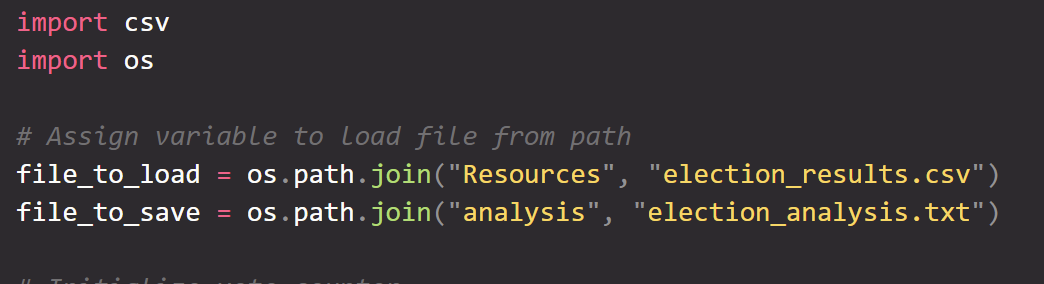 import csv
import os
# Assign variable to load file from path
file_to_load = os.path.join("Resources", "election_results.csv")
file_to_save = os.path.join("analysis", "election_analysis.txt")